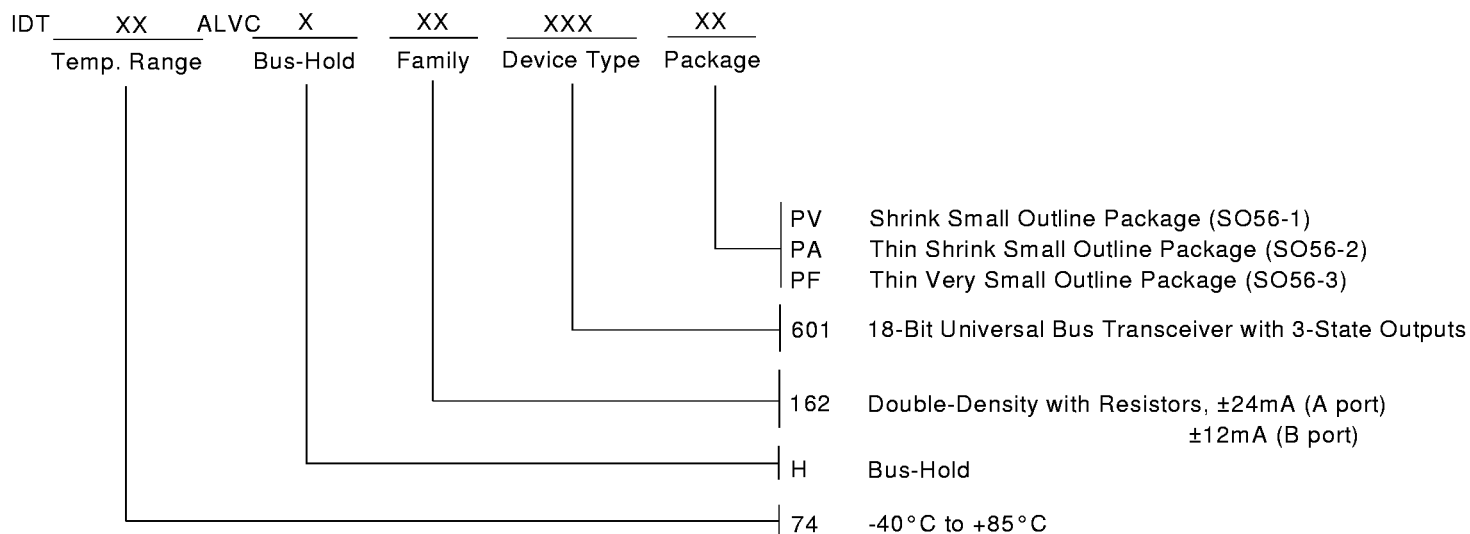 IDT XX ALVC X XX XXX XX
Temp. Range Bus-Hold Family Device Type Package
PV Shrink Small Outline Package (SO56-1)
PA Thin Shrink Small Outline Package (SO56-2)
PF Thin Very Small Outline Package (SO56-3)
601 18-Bit Universal Bus Transceiver with 3-State Outputs
162 Double-Density with Resistors, ±24mA (A port)
±12mA (B port)
H Bus-Hold
74 -40°C to +85°C